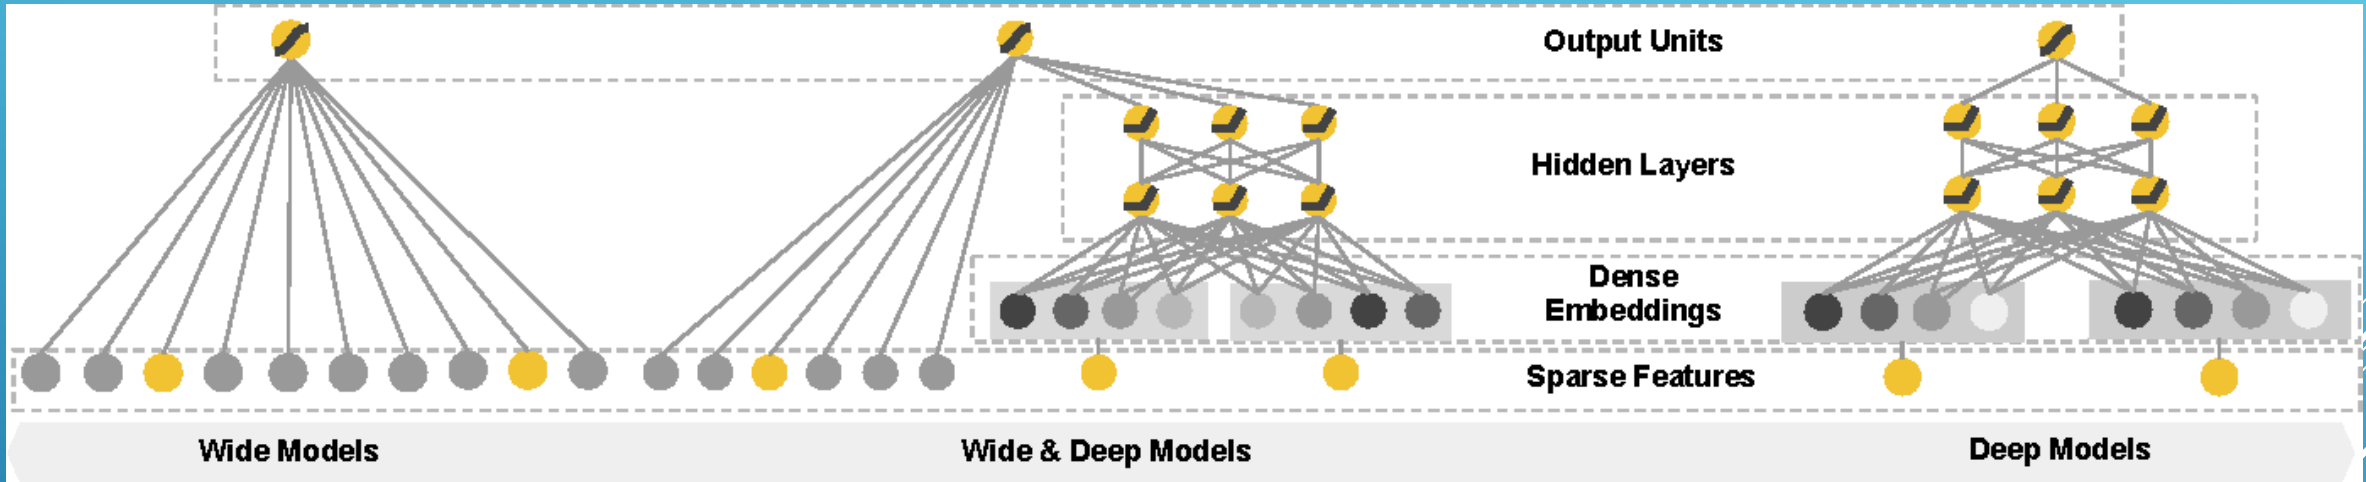 Output Units
Hidden Layers
Dense
Embeddings
Sparse Features
Wide Models
Wide & Deep Models
Deep Models